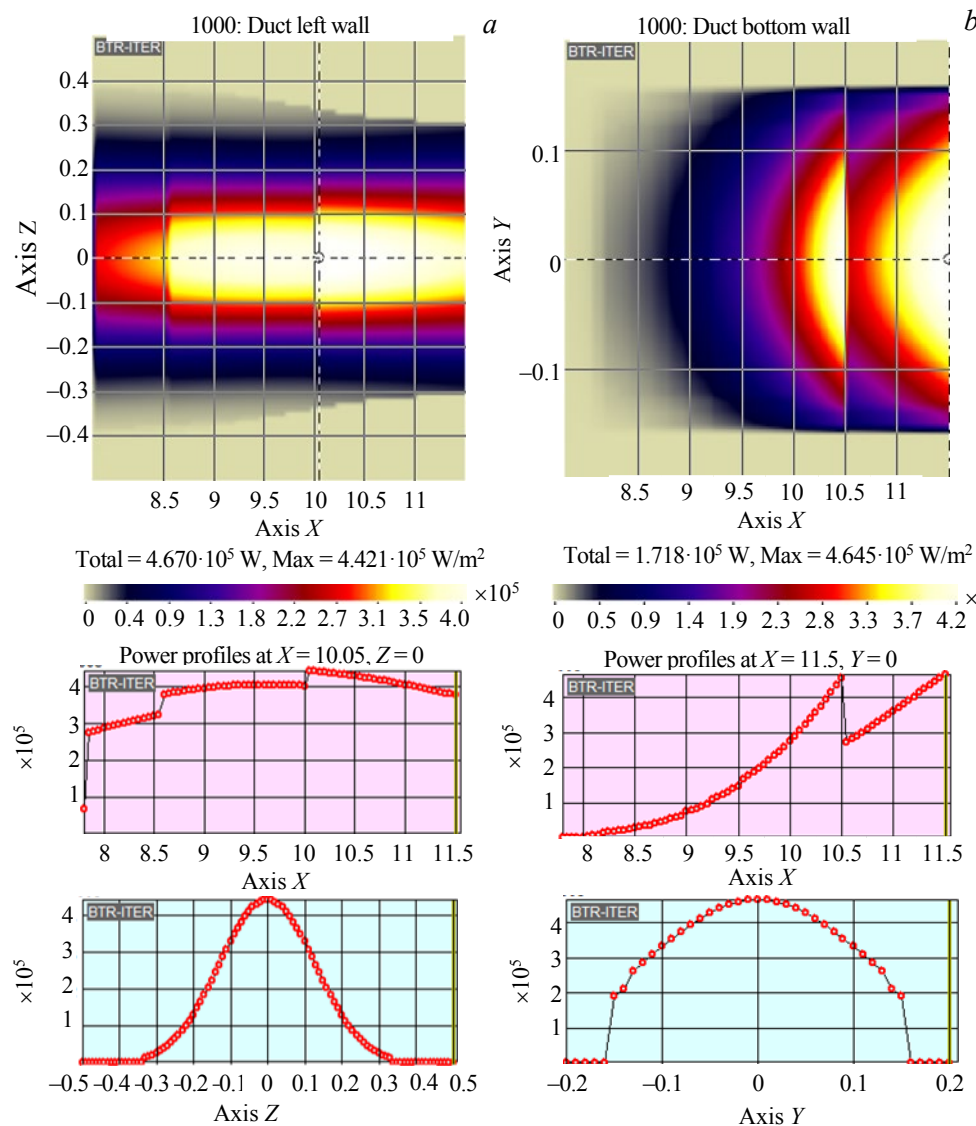 1000: Duct left wall
a
BTR-ITER
0.4
0.3
0.2
0.1
0
–0.1
–0.2
–0.3
–0.4
Axis Z
8.5 9 9.5 10 10.5 11
Axis X
Total = 4.670·10⁵ W, Max = 4.421·10⁵ W/m²
0 0.4 0.9 1.3 1.8 2.2 2.7 3.1 3.5 4.0
×10⁵
Power profiles at X = 10.05, Z = 0
BTR-ITER
4
3
2
1
×10⁵
8 8.5 9 9.5 10 10.5 11 11.5
Axis X
BTR-ITER
4
3
2
1
×10⁵
–0.5 –0.4 –0.3 -0.2 -0.1 0 0.1 0.2 0.3 0.4 0.5
Axis Z
1000: Duct bottom wall
b
BTR-ITER
0.1
0
–0.1
Axis Y
8.5 9 9.5 10 10.5 11
Axis X
Total = 1.718·10⁵ W, Max = 4.645·10⁵ W/m²
0 0.5 0.9 1.4 1.9 2.3 2.8 3.3 3.7 4.2
×
Power profiles at X = 11.5, Y = 0
BTR-ITER
4
3
2
1
×10⁵
8 8.5 9 9.5 10 10.5 11 11.5
Axis X
BTR-ITER
4
3
2
1
×10⁵
–0.2 –0.1 0 0.1 0.2
Axis Y